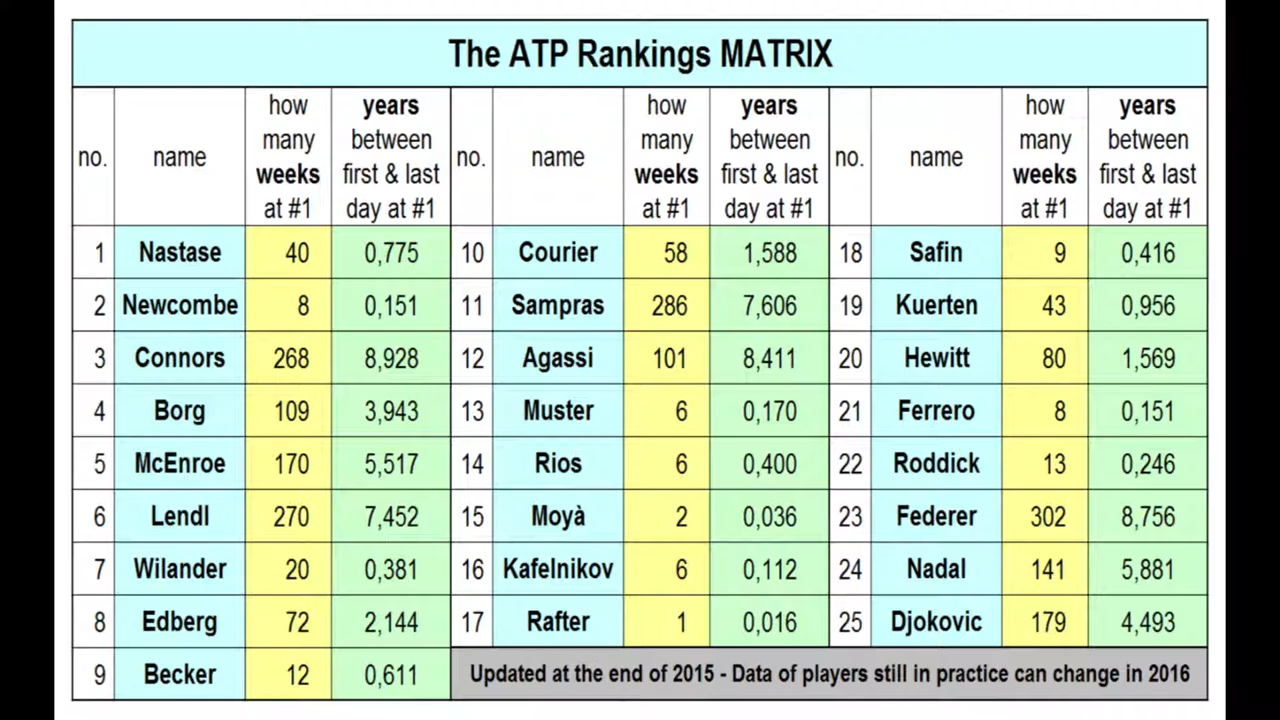 The ATP Rankings MATRIX
no. name how many weeks at #1 years between first & last day at #1 no. name how many weeks at #1 years between first & last day at #1 no. name how many weeks at #1 years between first & last day at #1
1 Nastase 40 0,775 10 Courier 58 1,588 18 Safin 9 0,416
2 Newcombe 8 0,151 11 Sampras 286 7,606 19 Kuerten 43 0,956
3 Connors 268 8,928 12 Agassi 101 8,411 20 Hewitt 80 1,569
4 Borg 109 3,943 13 Muster 6 0,170 21 Ferrero 8 0,151
5 McEnroe 170 5,517 14 Rios 6 0,400 22 Roddick 13 0,246
6 Lendl 270 7,452 15 Moyà 2 0,036 23 Federer 302 8,756
7 Wilander 20 0,381 16 Kafelnikov 6 0,112 24 Nadal 141 5,881
8 Edberg 72 2,144 17 Rafter 1 0,016 25 Djokovic 179 4,493
9 Becker 12 0,611 Updated at the end of 2015 - Data of players still in practice can change in 2016